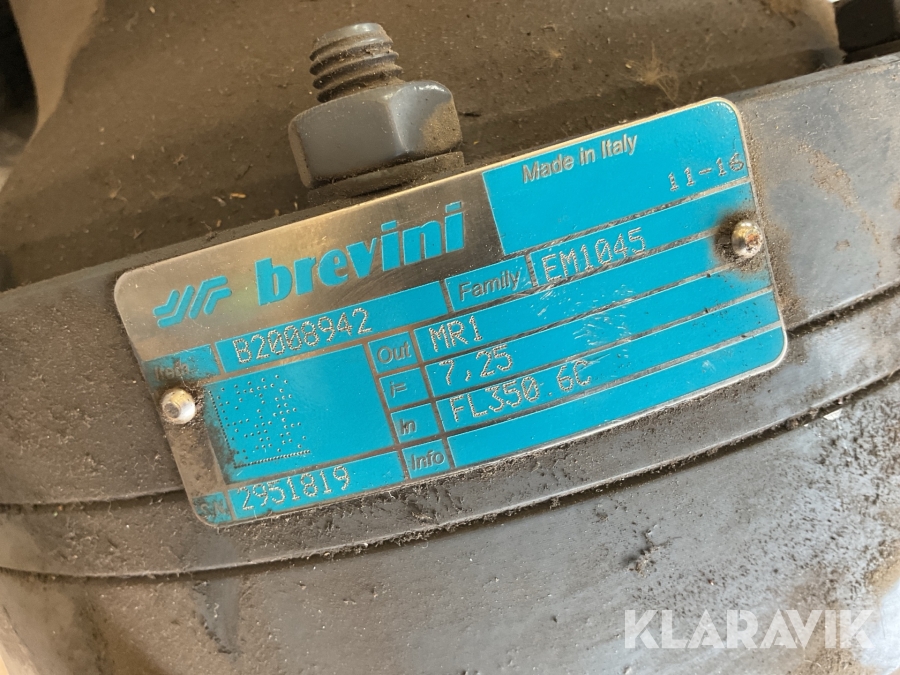 Made in Italy
11-16
brevini
B2008942
Family EM1045
Out MR1
i= 7,25
In FL350 6C
Info
S/N 2951819
KLARAVIK